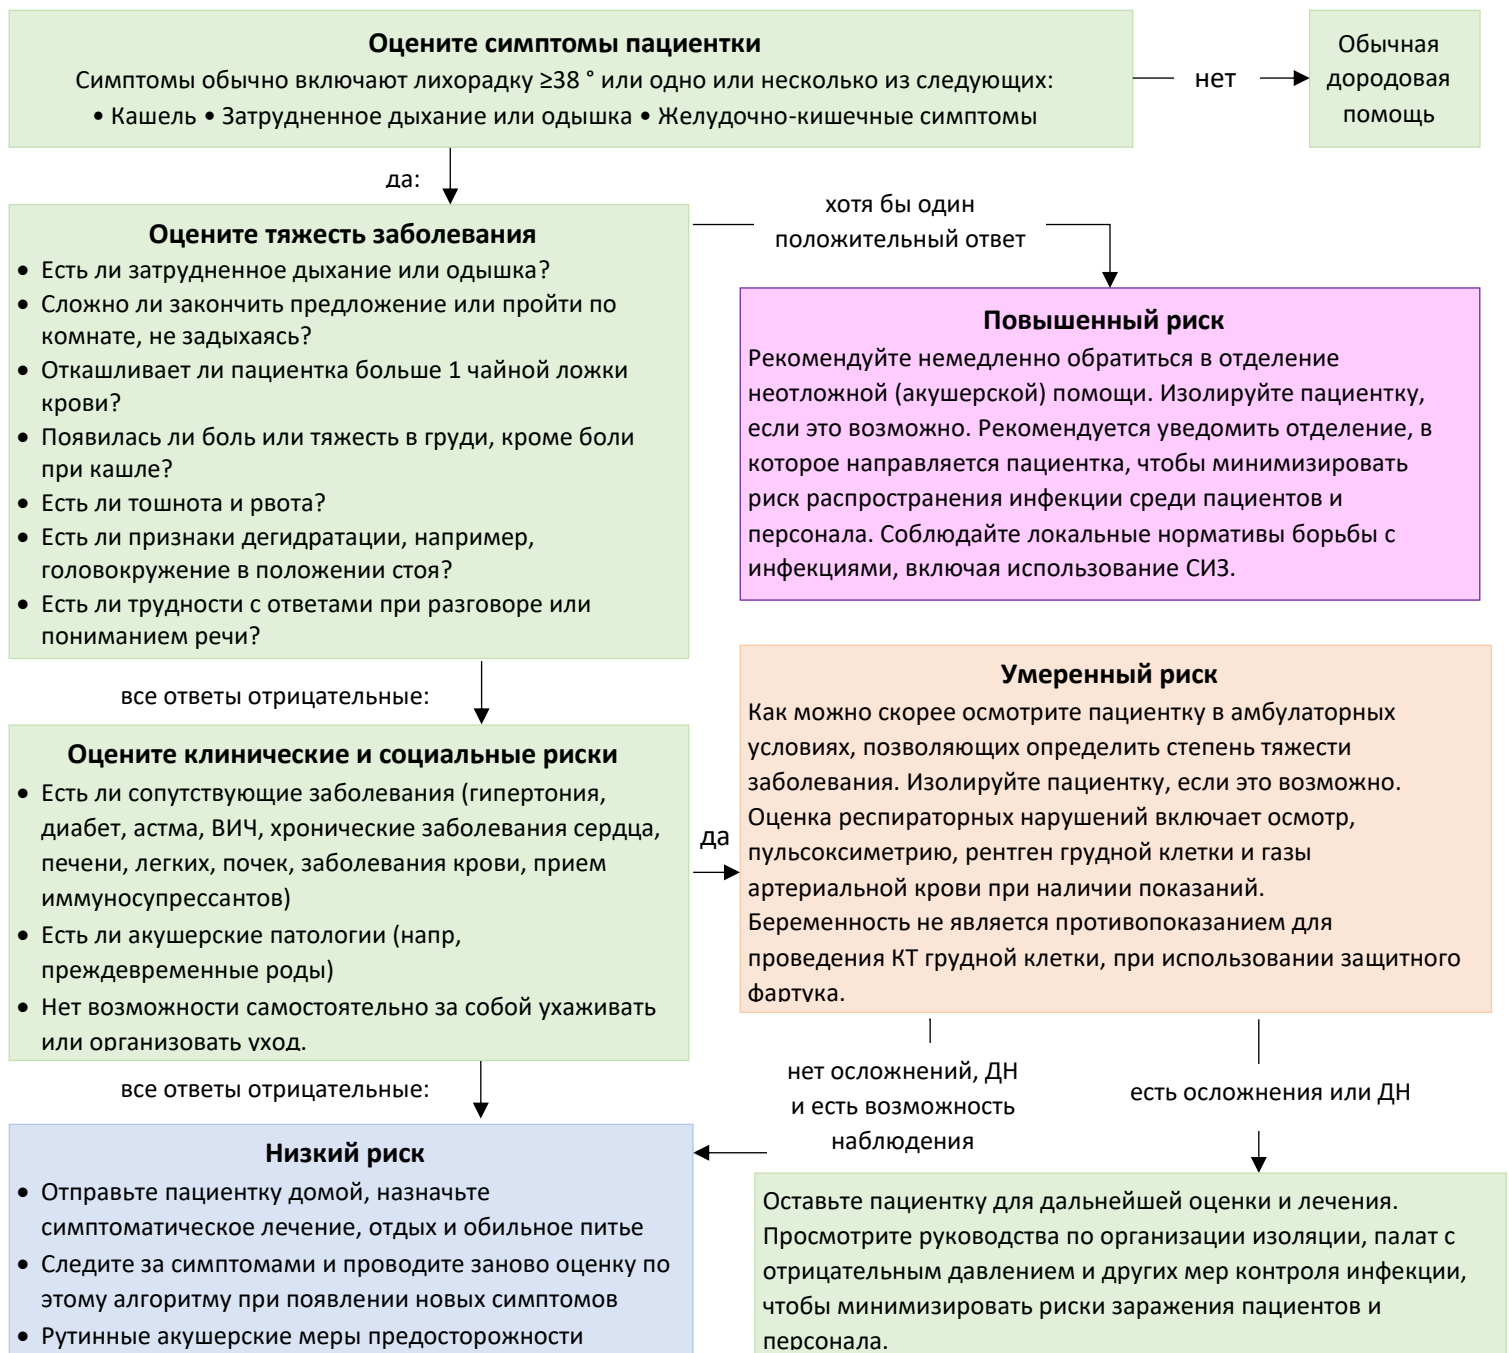 Оцените симптомы пациентки
Симптомы обычно включают лихорадку ≥38 ° или одно или несколько из следующих:
• Кашель • Затрудненное дыхание или одышка • Желудочно-кишечные симптомы
нет
Обычная
дородовая
помощь
да:
Оцените тяжесть заболевания
• Есть ли затрудненное дыхание или одышка?
• Сложно ли закончить предложение или пройти по
комнате, не задыхаясь?
• Откашливает ли пациентка больше 1 чайной ложки
крови?
• Появилась ли боль или тяжесть в груди, кроме боли
при кашле?
• Есть ли тошнота и рвота?
• Есть ли признаки дегидратации, например,
головокружение в положении стоя?
• Есть ли трудности с ответами при разговоре или
пониманием речи?
хотя бы один
положительный ответ
Повышенный риск
Рекомендуйте немедленно обратиться в отделение
неотложной (акушерской) помощи. Изолируйте пациентку,
если это возможно. Рекомендуется уведомить отделение, в
которое направляется пациентка, чтобы минимизировать
риск распространения инфекции среди пациентов и
персонала. Соблюдайте локальные нормативы борьбы с
инфекциями, включая использование СИЗ.
все ответы отрицательные:
Оцените клинические и социальные риски
• Есть ли сопутствующие заболевания (гипертония,
диабет, астма, ВИЧ, хронические заболевания сердца,
печени, легких, почек, заболевания крови, прием
иммуносупрессантов)
• Есть ли акушерские патологии (напр,
преждевременные роды)
• Нет возможности самостоятельно за собой ухаживать
или организовать уход.
да
Умеренный риск
Как можно скорее осмотрите пациентку в амбулаторных
условиях, позволяющих определить степень тяжести
заболевания. Изолируйте пациентку, если это возможно.
Оценка респираторных нарушений включает осмотр,
пульсоксиметрию, рентген грудной клетки и газы
артериальной крови при наличии показаний.
Беременность не является противопоказанием для
проведения КТ грудной клетки, при использовании защитного
фартука.
все ответы отрицательные:
нет осложнений, ДН
и есть возможность
наблюдения
есть осложнения или ДН
Низкий риск
• Отправьте пациентку домой, назначьте
симптоматическое лечение, отдых и обильное питье
• Следите за симптомами и проводите заново оценку по
этому алгоритму при появлении новых симптомов
• Рутинные акушерские меры предосторожности
Оставьте пациентку для дальнейшей оценки и лечения.
Просмотрите руководства по организации изоляции, палат с
отрицательным давлением и других мер контроля инфекции,
чтобы минимизировать риски заражения пациентов и
персонала.